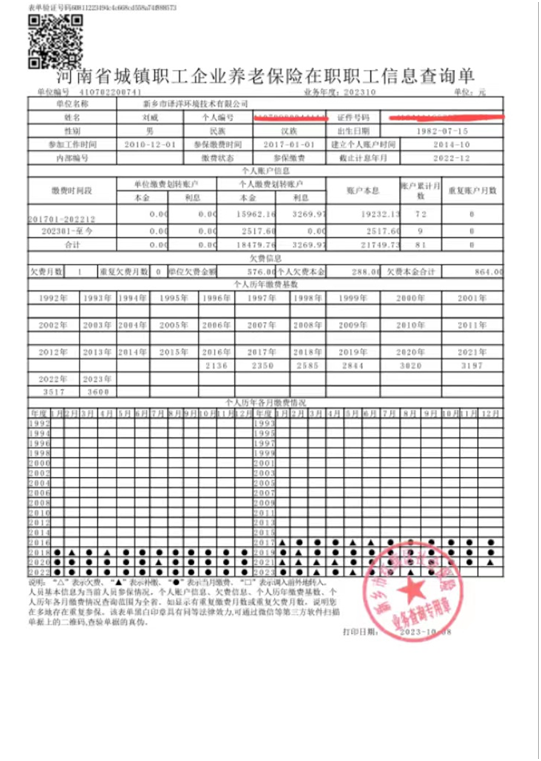 表单验证号码6B011223494c4c668cd558a74f998573
河南省城镇职工企业养老保险在职职工信息查询单
单位编号 410702200741 业务年度：202310 单位：元
单位名称 新乡市译洋环境技术有限公司
姓名 刘威 个人编号 证件号码
性别 男 民族 汉族 出生日期 1982-07-15
参加工作时间 2010-12-01 参保缴费时间 2017-01-01 建立个人账户时间 2014-10
内部编号 缴费状态 参保缴费 截止计息年月 2022-12
个人账户信息
缴费时间段 单位缴费划转账户 个人缴费划转账户 账户本息 账户累计月数 重复账户月数
本金 利息 本金 利息
201701-202212 0.00 0.00 15962.16 3269.97 19232.13 72 0
202301-至今 0.00 0.00 2517.60 0.00 2517.60 9 0
合计 0.00 0.00 18479.76 3269.97 21749.73 81 0
欠费信息
欠费月数 1 重复欠费月数 0 单位欠费金额 576.00 个人欠费本金 288.00 欠费本金合计 864.00
个人历年缴费基数
1992年 1993年 1994年 1995年 1996年 1997年 1998年 1999年 2000年 2001年
2002年 2003年 2004年 2005年 2006年 2007年 2008年 2009年 2010年 2011年
2012年 2013年 2014年 2015年 2016年 2017年 2018年 2019年 2020年 2021年
2136 2350 2585 2844 3020 3197
2022年 2023年
3517 3600
个人历年各月缴费情况
年度 1月 2月 3月 4月 5月 6月 7月 8月 9月 10月 11月 12月 年度 1月 2月 3月 4月 5月 6月 7月 8月 9月 10月 11月 12月
1992 1993
1994 1995
1996 1997
1998 1999
2000 2001
2002 2003
2004 2005
2006 2007
2008 2009
2010 2011
2012 2013
2014 2015
2016 2017
2018 2019
2020 2021
2022 2023
说明："△"表示欠费、"▲"表示补缴、"●"表示当月缴费、"□"表示调入前外地转入。
人员基本信息为当前人员参保情况、个人账户信息、欠费信息、个人历年缴费基数、个
人历年各月缴费情况查询范围为全省。如显示有重复缴费月数或重复欠费月数，说明您
在多地存在重复参保。该表单黑白印章具有同等法律效力,可通过微信等第三方软件扫描
单据上的二维码,查验单据的真伪。
业务查询专用章
打印日期： 2023-10-08